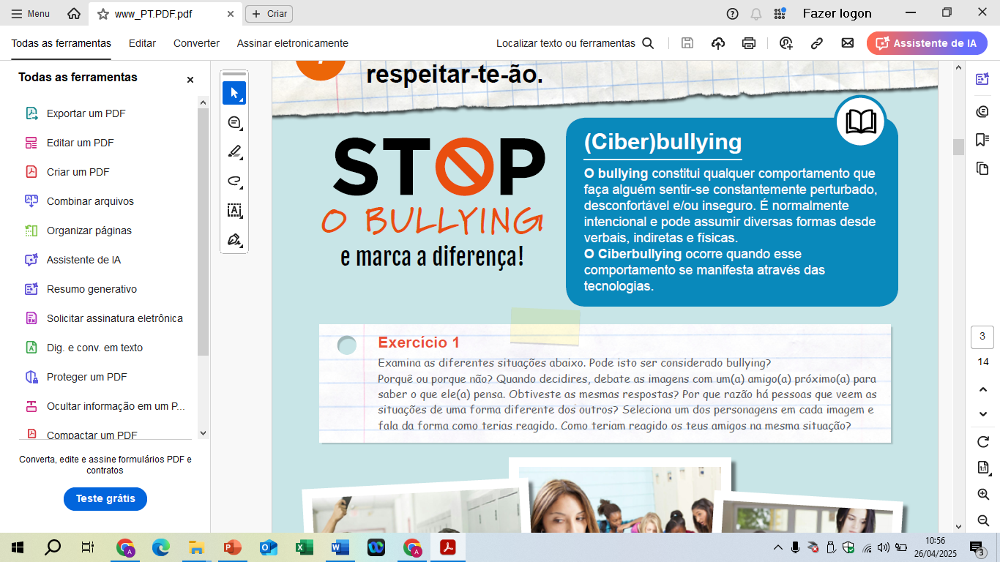 Menu
www_PT.PDF.pdf
Criar
Fazer logon
Todas as ferramentas
Editar
Converter
Assinar eletronicamente
Localizar texto ou ferramentas
Assistente de IA
Todas as ferramentas
Exportar um PDF
Editar um PDF
Criar um PDF
Combinar arquivos
Organizar páginas
Assistente de IA
Resumo generativo
Solicitar assinatura eletrônica
Dig. e conv. em texto
Proteger um PDF
Ocultar informação em um P...
Compactar um PDF
Converta, edite e assine formulários PDF e
contratos
Teste grátis
respeitar-te-ão.
STOP
O BULLYING
e marca a diferença!
(Ciber)bullying
O bullying constitui qualquer comportamento que
faça alguém sentir-se constantemente perturbado,
desconfortável e/ou inseguro. É normalmente
intencional e pode assumir diversas formas desde
verbais, indiretas e físicas.
O Ciberbullying ocorre quando esse
comportamento se manifesta através das
tecnologias.
Exercício 1
Examina as diferentes situações abaixo. Pode isto ser considerado bullying?
Porquê ou porque não? Quando decidires, debate as imagens com um(a) amigo(a) próximo(a) para
saber o que ele(a) pensa. Obtiveste as mesmas respostas? Por que razão há pessoas que veem as
situações de uma forma diferente dos outros? Seleciona um dos personagens em cada imagem e
fala da forma como terias reagido. Como teriam reagido os teus amigos na mesma situação?
3
14
1:1
10:56
26/04/2025
3